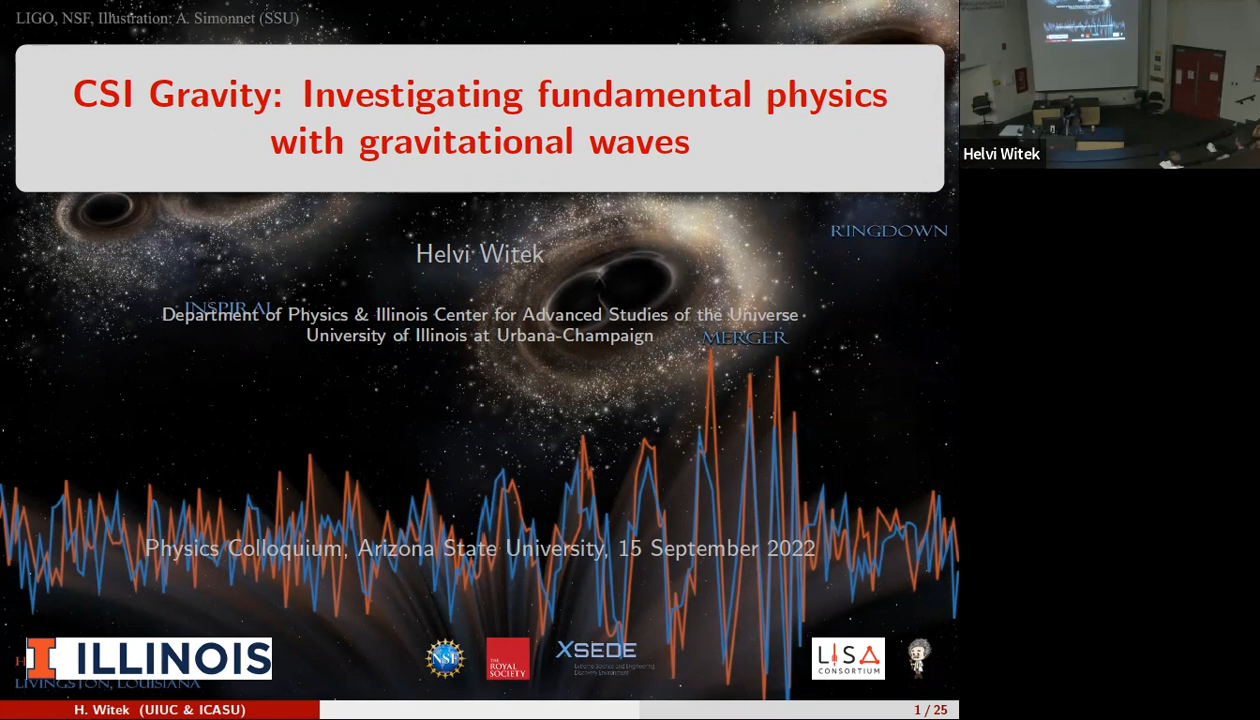 LIGO, NSF, Illustration: A. Simonnet (SSU)
CSI Gravity: Investigating fundamental physics
with gravitational waves
Helvi Witek
RINGDOWN
Helvi Witek
INSPIRAL
Department of Physics & Illinois Center for Advanced Studies of the Universe
University of Illinois at Urbana-Champaign
MERGER
Physics Colloquium, Arizona State University, 15 September 2022
I ILLINOIS
NSF
THE
ROYAL
SOCIETY
XSEDE
Extreme Science and Engineering
Discovery Environment
LISA
CONSORTIUM
LIVINGSTON, LOUISIANA
H. Witek (UIUC & ICASU)
1 / 25